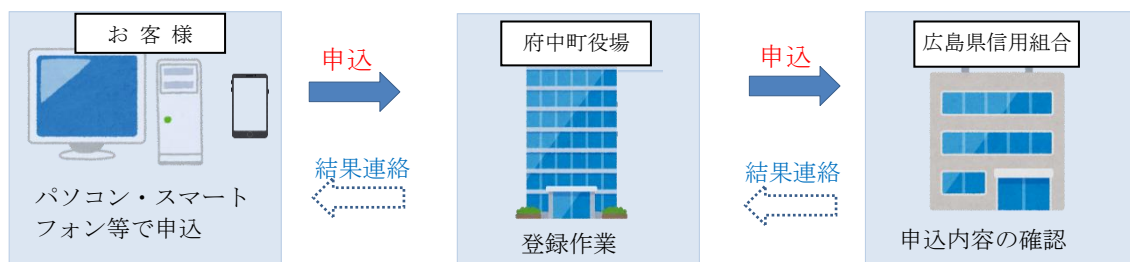 お客様
パソコン・スマート
フォン等で申込
申込
結果連絡
府中町役場
登録作業
申込
結果連絡
広島県信用組合
申込内容の確認